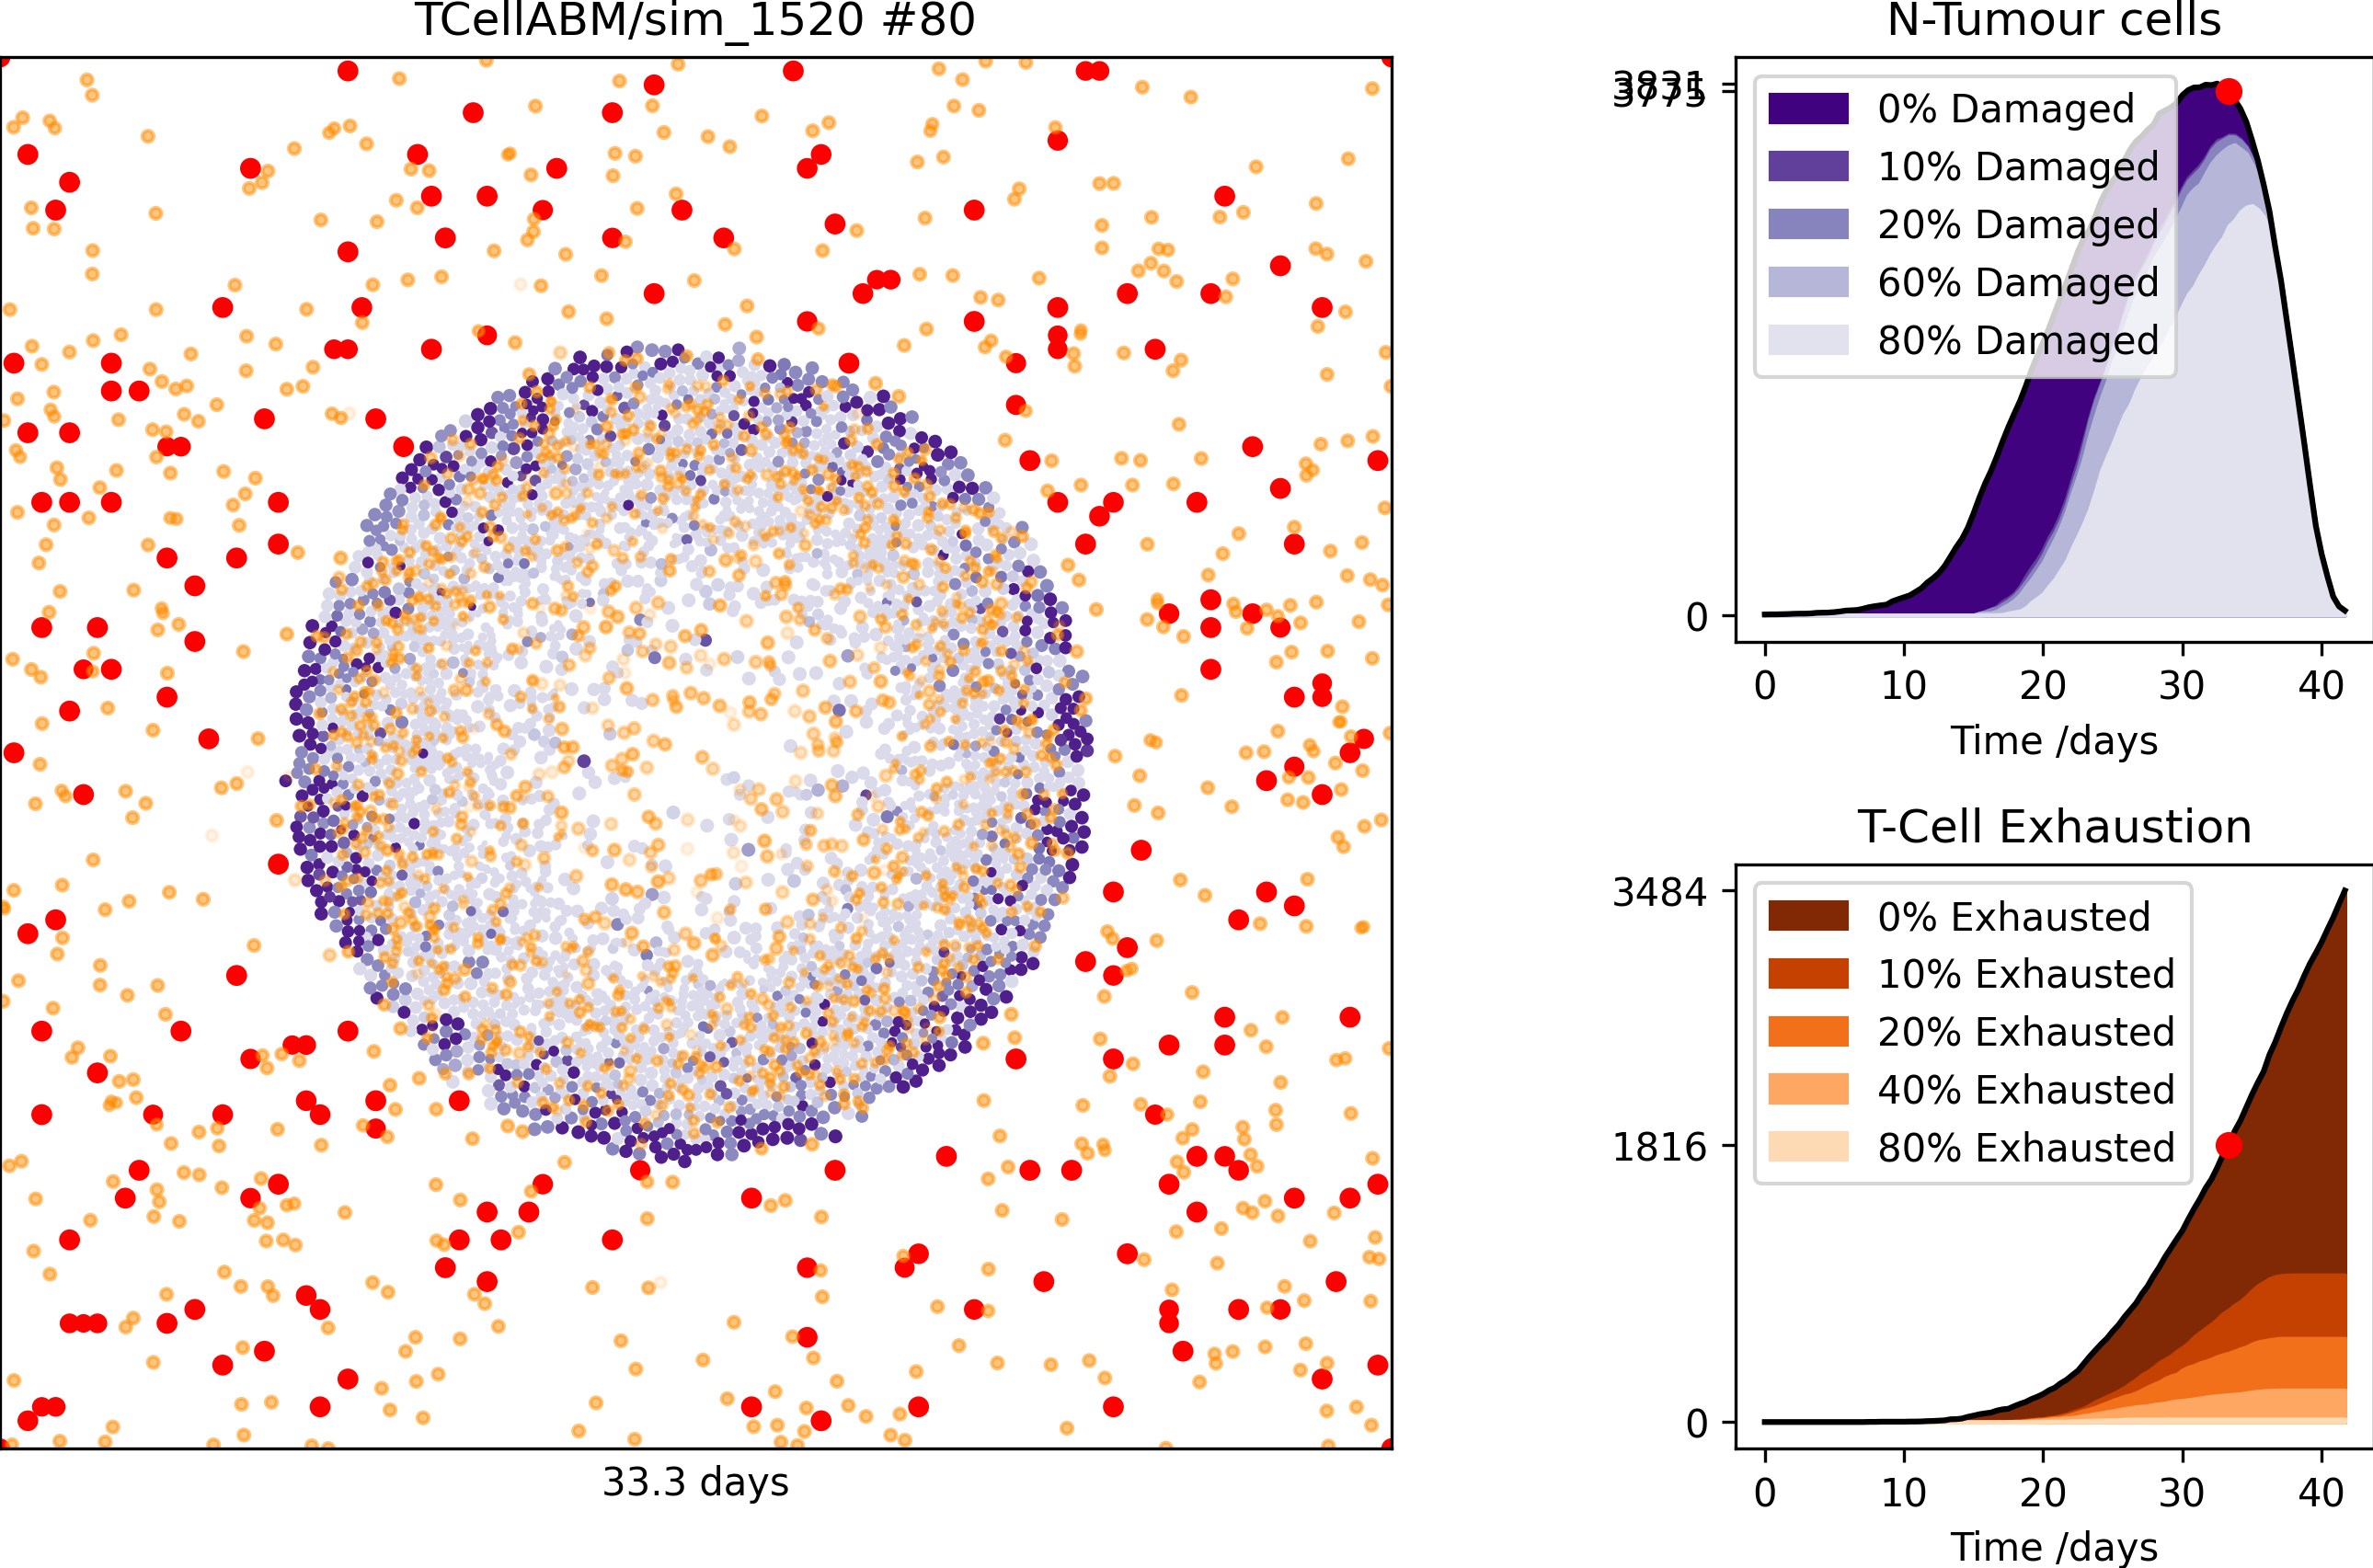 TCellABM/sim_1520 #80
33.3 days
N-Tumour cells
3831
3775
0
0% Damaged
10% Damaged
20% Damaged
60% Damaged
80% Damaged
0 10 20 30 40
Time /days
T-Cell Exhaustion
3484
1816
0
0% Exhausted
10% Exhausted
20% Exhausted
40% Exhausted
80% Exhausted
0 10 20 30 40
Time /days